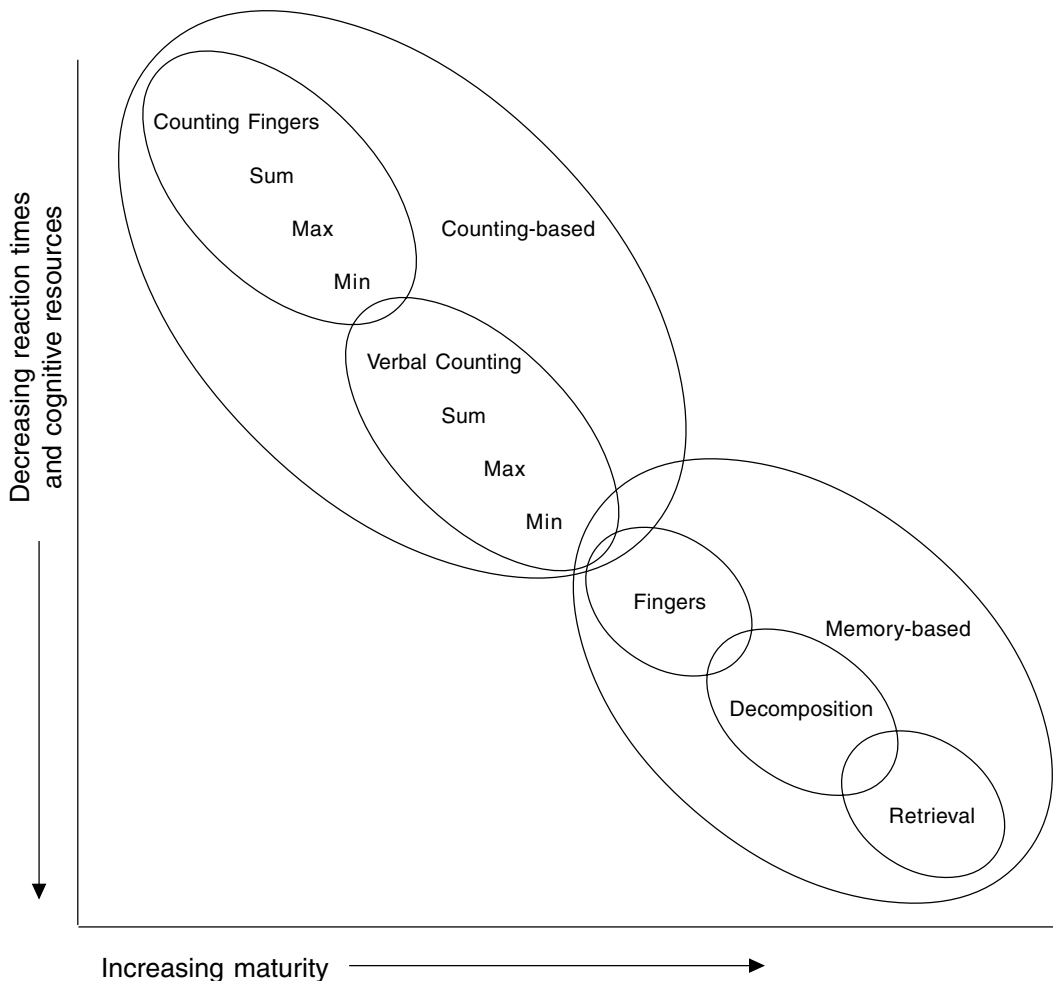 Decreasing reaction times
and cognitive resources
Counting Fingers
Sum
Max
Min
Counting-based
Verbal Counting
Sum
Max
Min
Fingers
Memory-based
Decomposition
Retrieval
Increasing maturity